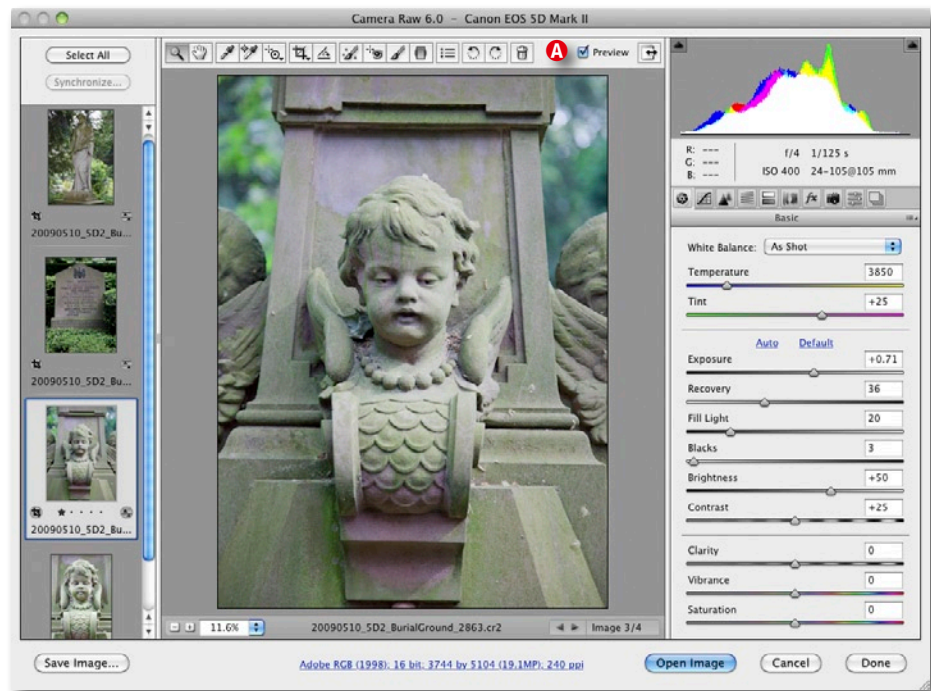 Camera Raw 6.0 – Canon EOS 5D Mark II
Select All
Synchronize...
20090510_5D2_Bu...
20090510_5D2_Bu...
20090510_5D2_Bu...
A
Preview
11.6%
20090510_5D2_BurialGround_2863.cr2
Image 3/4
R: ---
G: ---
B: ---
f/4 1/125 s
ISO 400 24-105@105 mm
Basic
White Balance: As Shot
Temperature 3850
Tint +25
Auto Default
Exposure +0.71
Recovery 36
Fill Light 20
Blacks 3
Brightness +50
Contrast +25
Clarity 0
Vibrance 0
Saturation 0
Save Image...
Adobe RGB (1998); 16 bit; 3744 by 5104 (19.1MP); 240 ppi
Open Image
Cancel
Done